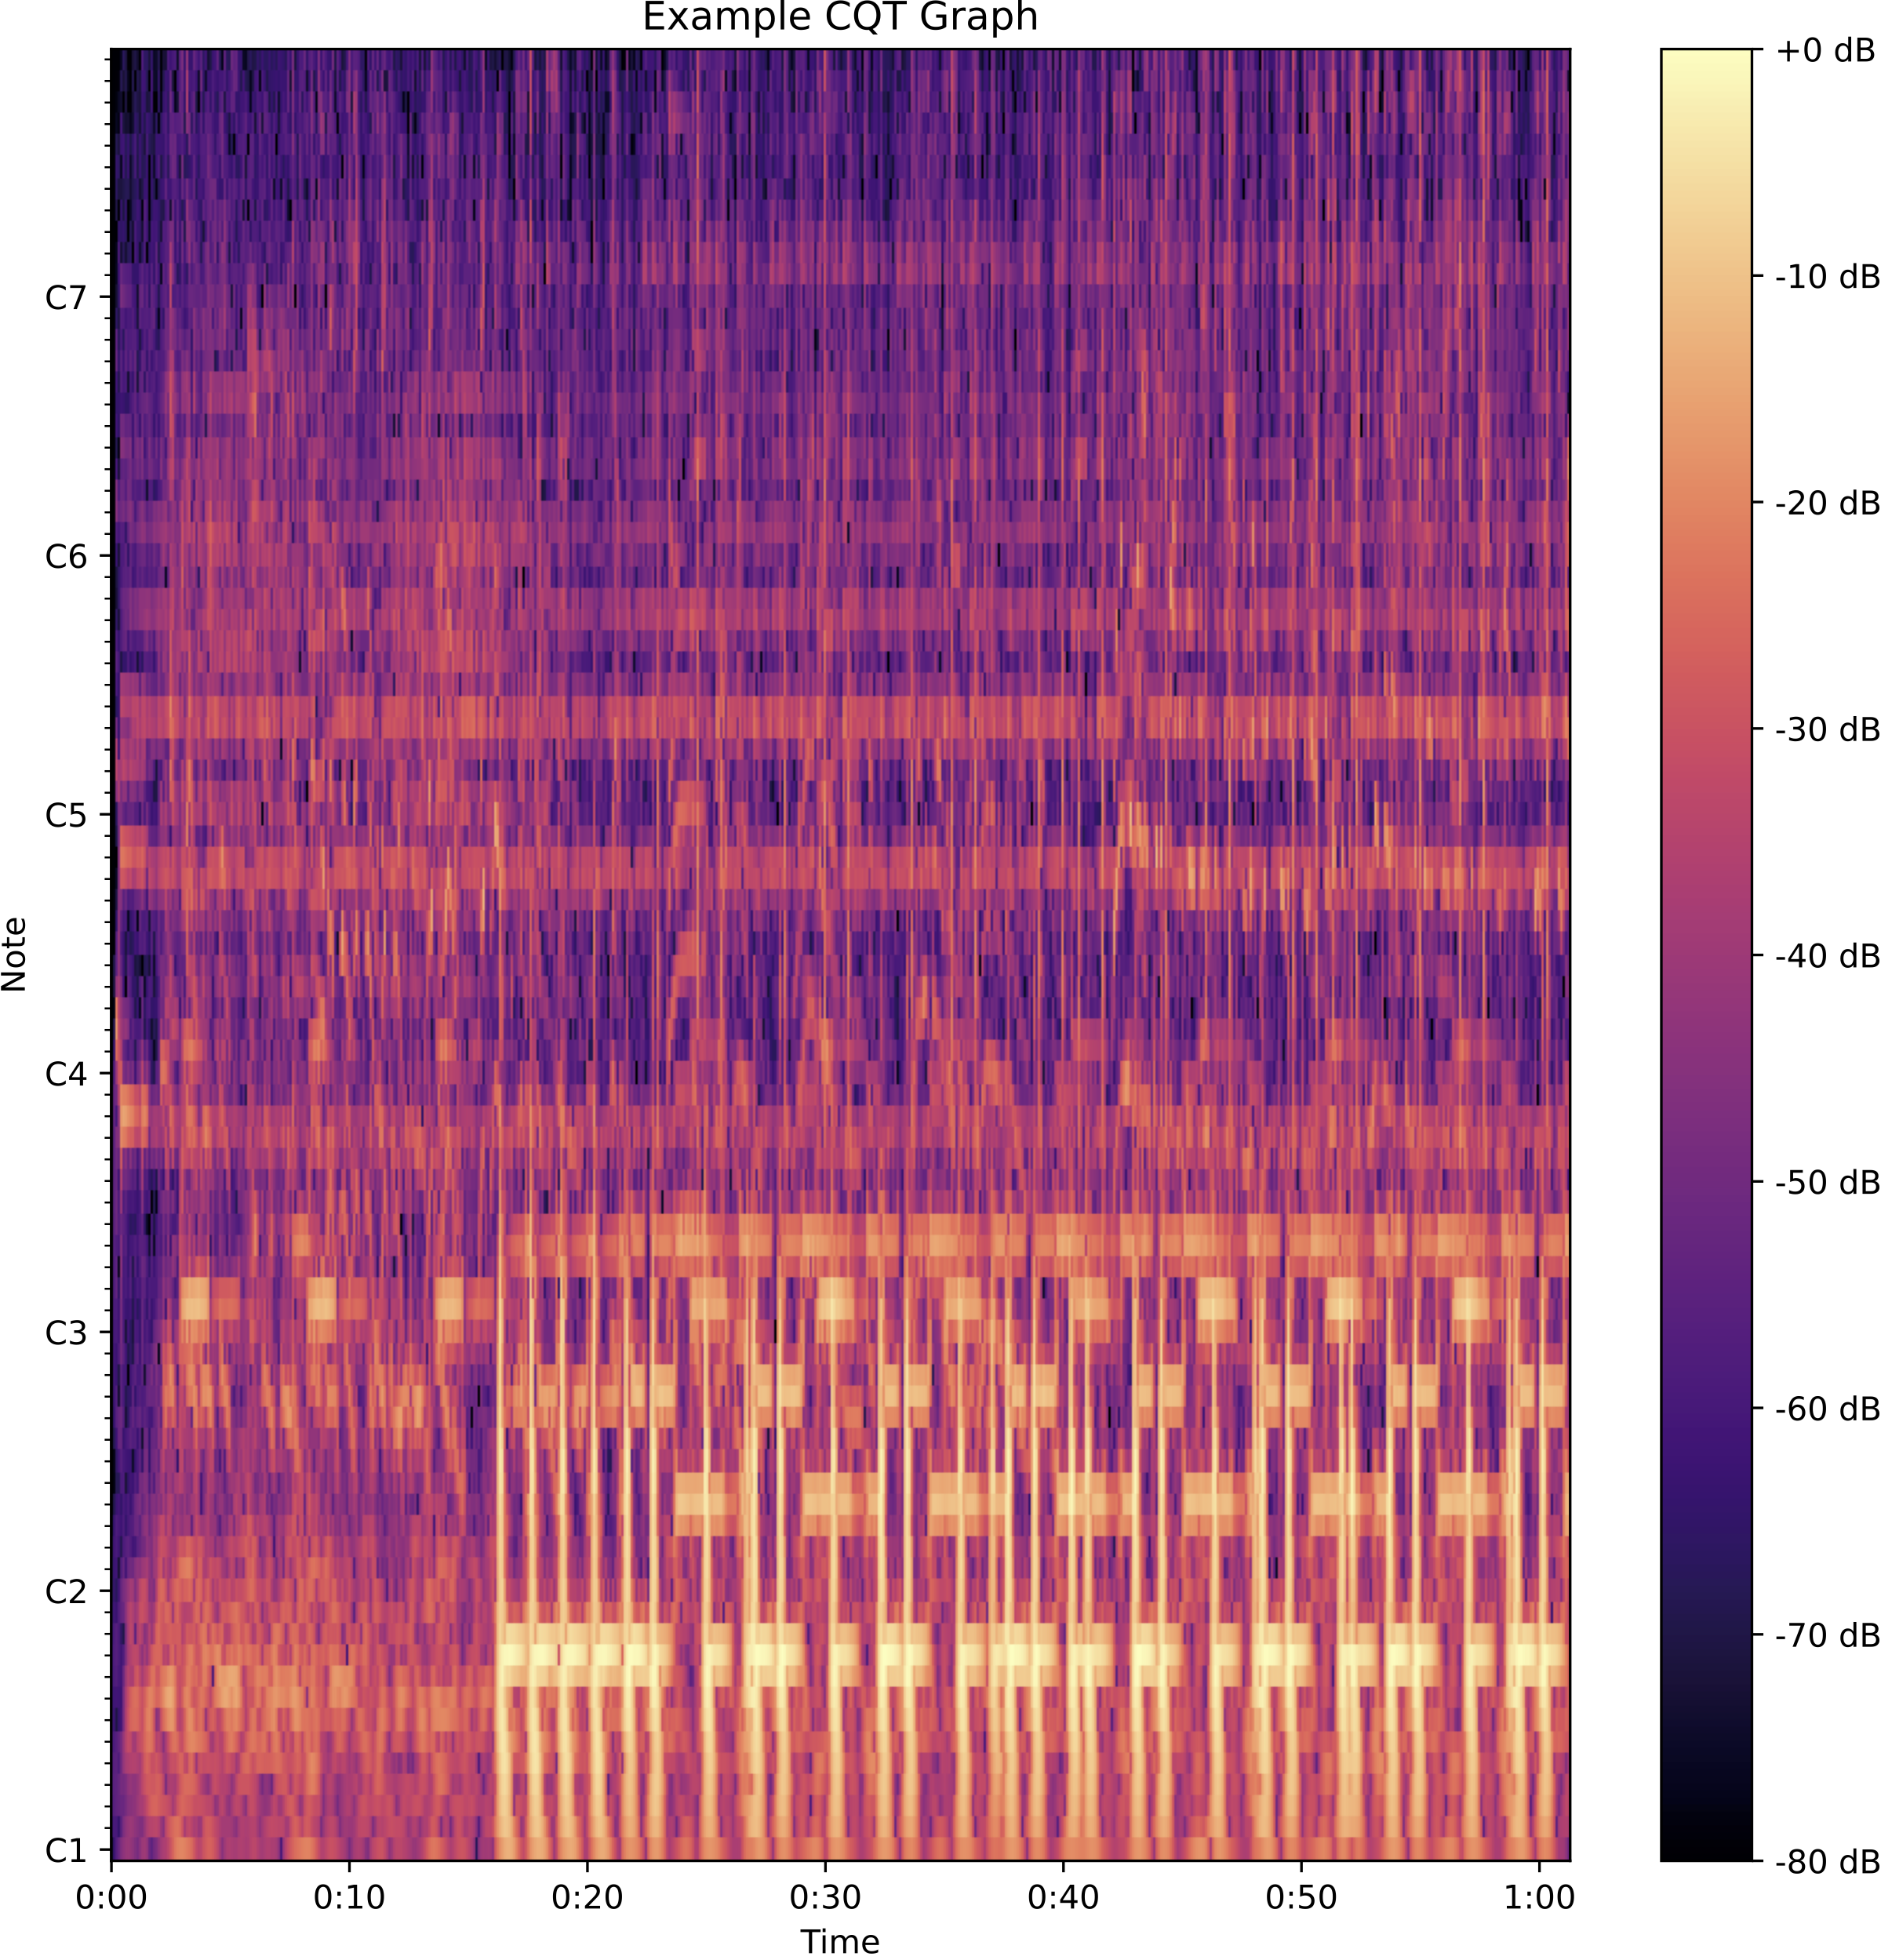 Example CQT Graph
+0 dB
-10 dB
-20 dB
-30 dB
-40 dB
-50 dB
-60 dB
-70 dB
-80 dB
C7
C6
C5
C4
C3
C2
C1
Note
0:00 0:10 0:20 0:30 0:40 0:50 1:00
Time